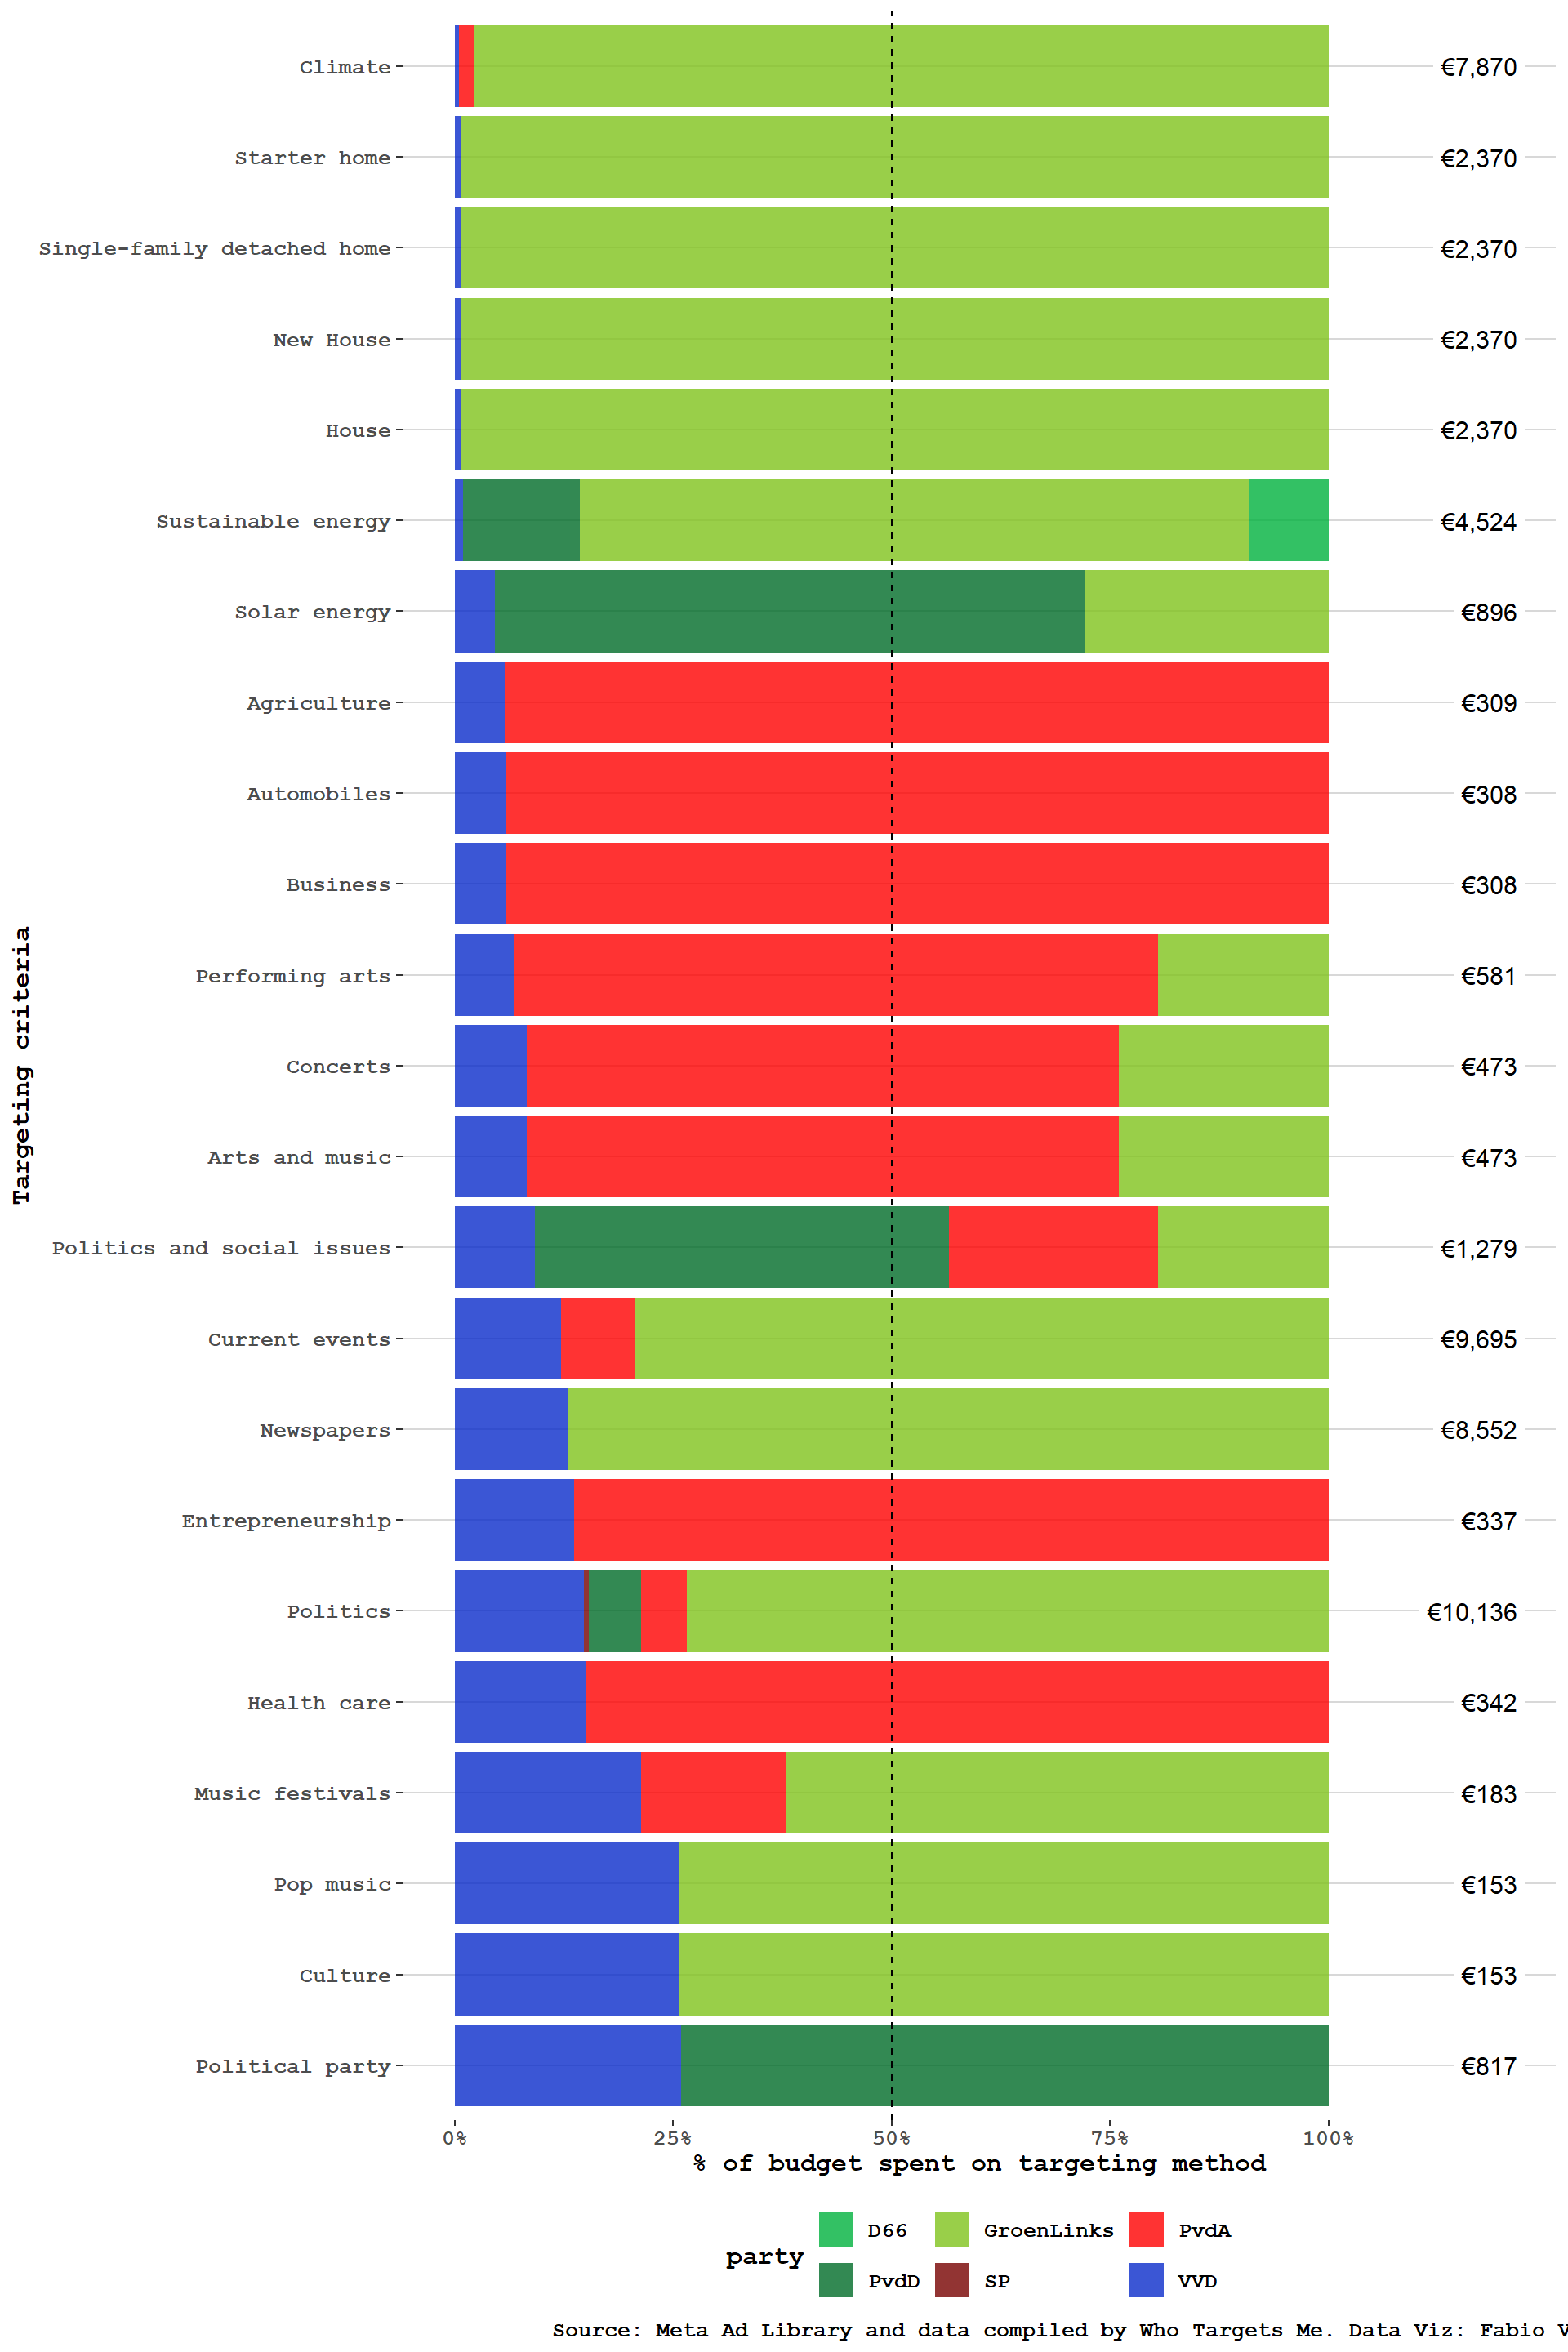 Climate €7,870
Starter home €2,370
Single-family detached home €2,370
New House €2,370
House €2,370
Sustainable energy €4,524
Solar energy €896
Agriculture €309
Automobiles €308
Business €308
Performing arts €581
Concerts €473
Arts and music €473
Politics and social issues €1,279
Current events €9,695
Newspapers €8,552
Entrepreneurship €337
Politics €10,136
Health care €342
Music festivals €183
Pop music €153
Culture €153
Political party €817
Targeting criteria
0% 25% 50% 75% 100%
% of budget spent on targeting method
party
D66 GroenLinks PvdA
PvdD SP VVD
Source: Meta Ad Library and data compiled by Who Targets Me. Data Viz: Fabio